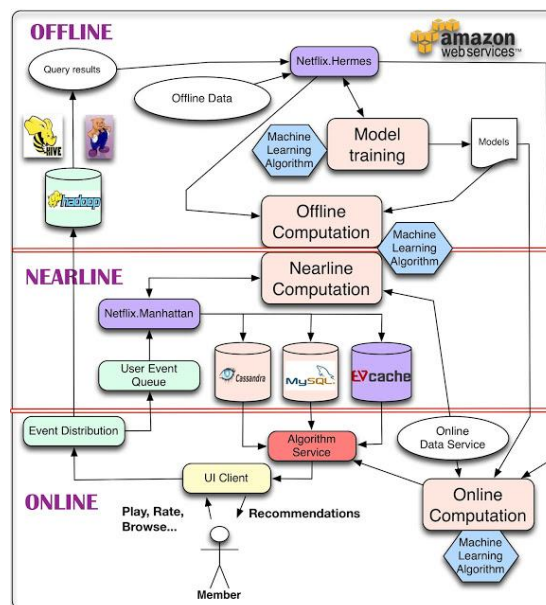 OFFLINE
amazon
web services™
Query results
Netflix.Hermes
Offline Data
HIVE
Machine
Learning
Algorithm
Model
training
Models
hadoop
Offline
Computation
Machine
Learning
Algorithm
NEARLINE
Nearline
Computation
Netflix.Manhattan
User Event
Queue
Cassandra
MySQL
EVcache
Event Distribution
Algorithm
Service
Online
Data Service
UI Client
ONLINE
Play, Rate,
Browse...
Recommendations
Online
Computation
Machine
Learning
Algorithm
Member